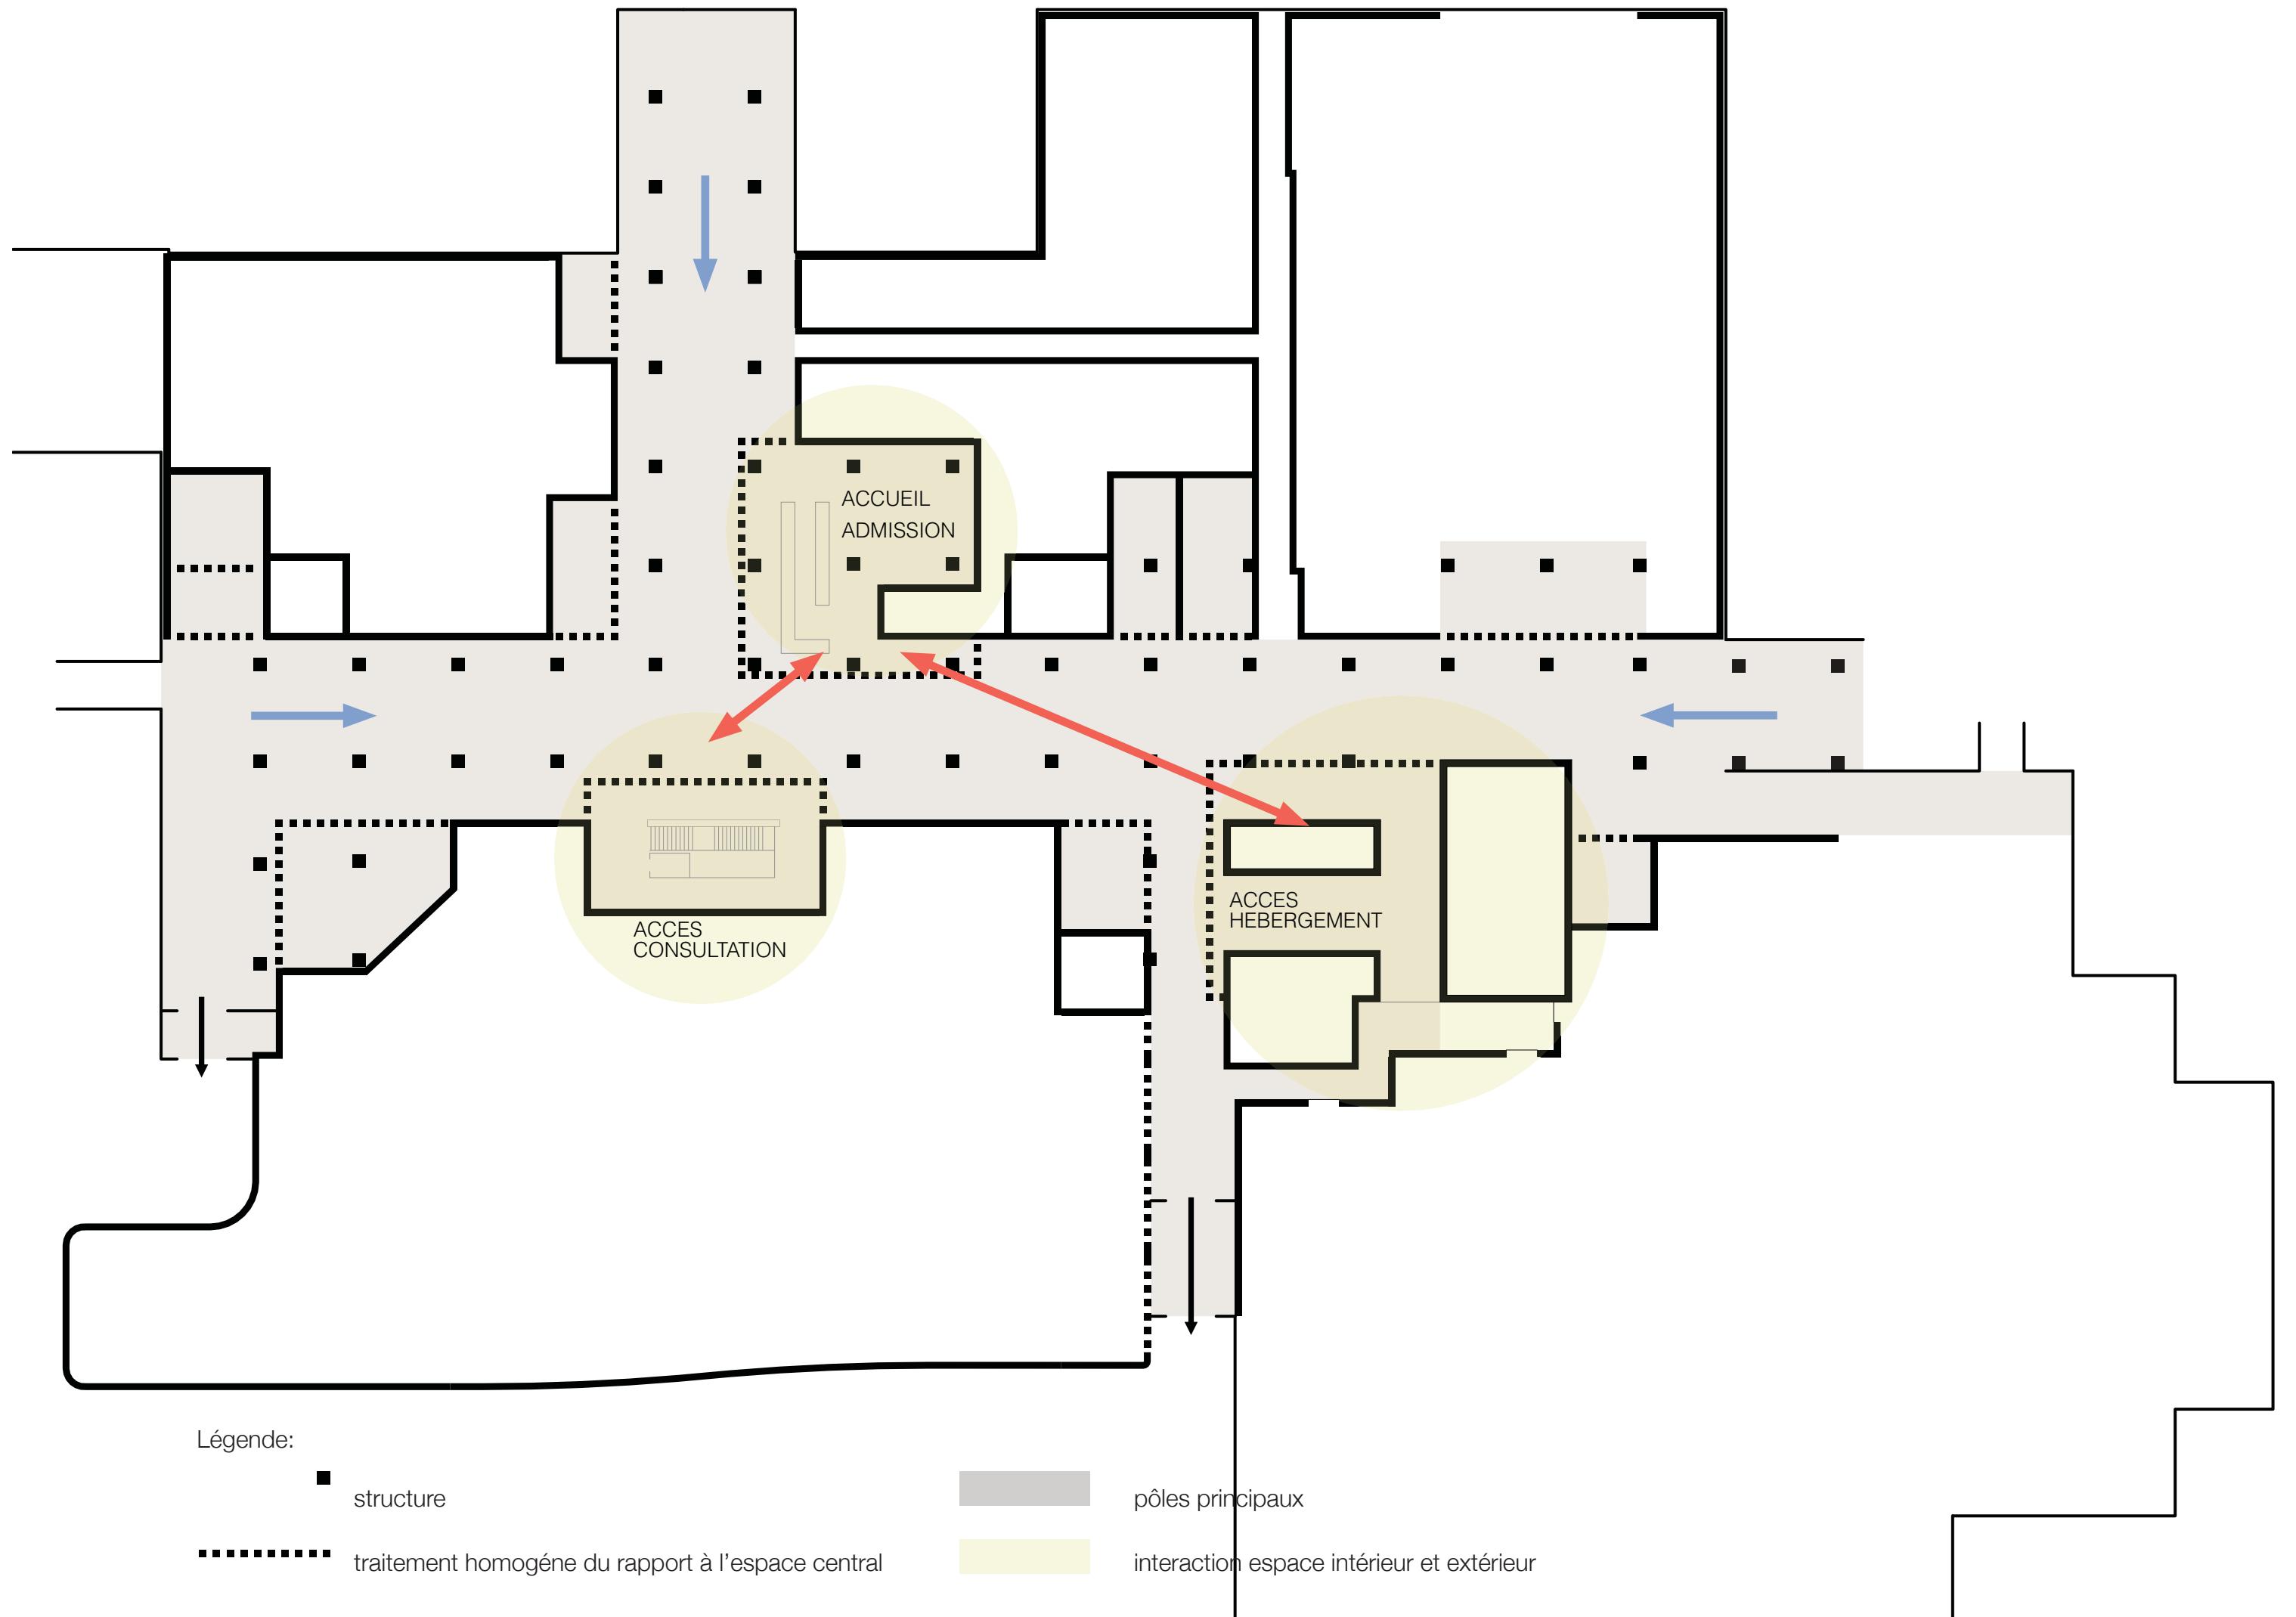 ACCUEIL
ADMISSION
ACCES
HEBERGEMENT
ACCES
CONSULTATION
Légende:
structure
pôles principaux
traitement homogéne du rapport à l'espace central
interaction espace intérieur et extérieur